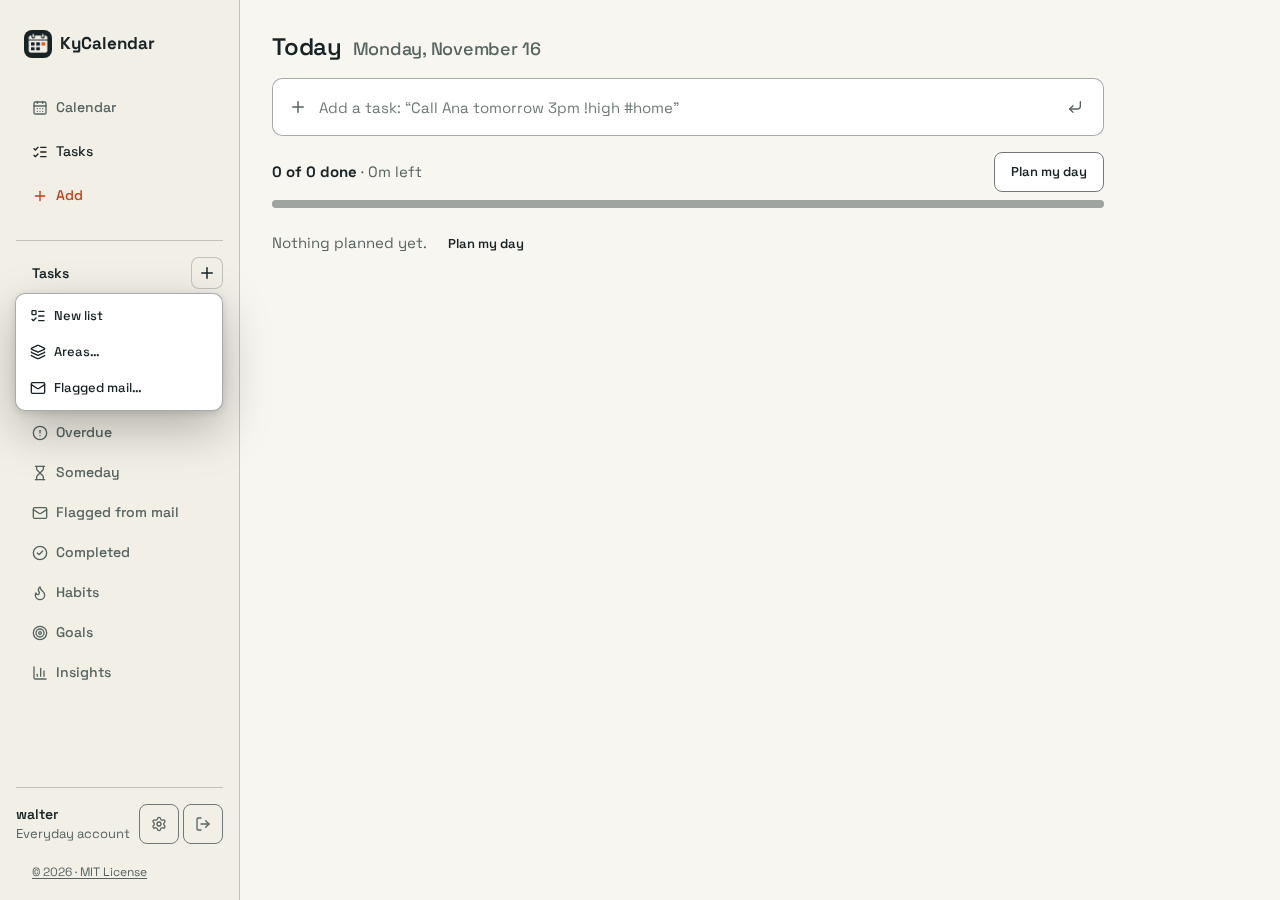 KyCalendar
Calendar
Tasks
Add
Tasks
New list
Areas…
Flagged mail…
Overdue
Someday
Flagged from mail
Completed
Habits
Goals
Insights
walter
Everyday account
© 2026 · MIT License
Today Monday, November 16
Add a task: “Call Ana tomorrow 3pm !high #home”
0 of 0 done · 0m left
Plan my day
Nothing planned yet. Plan my day